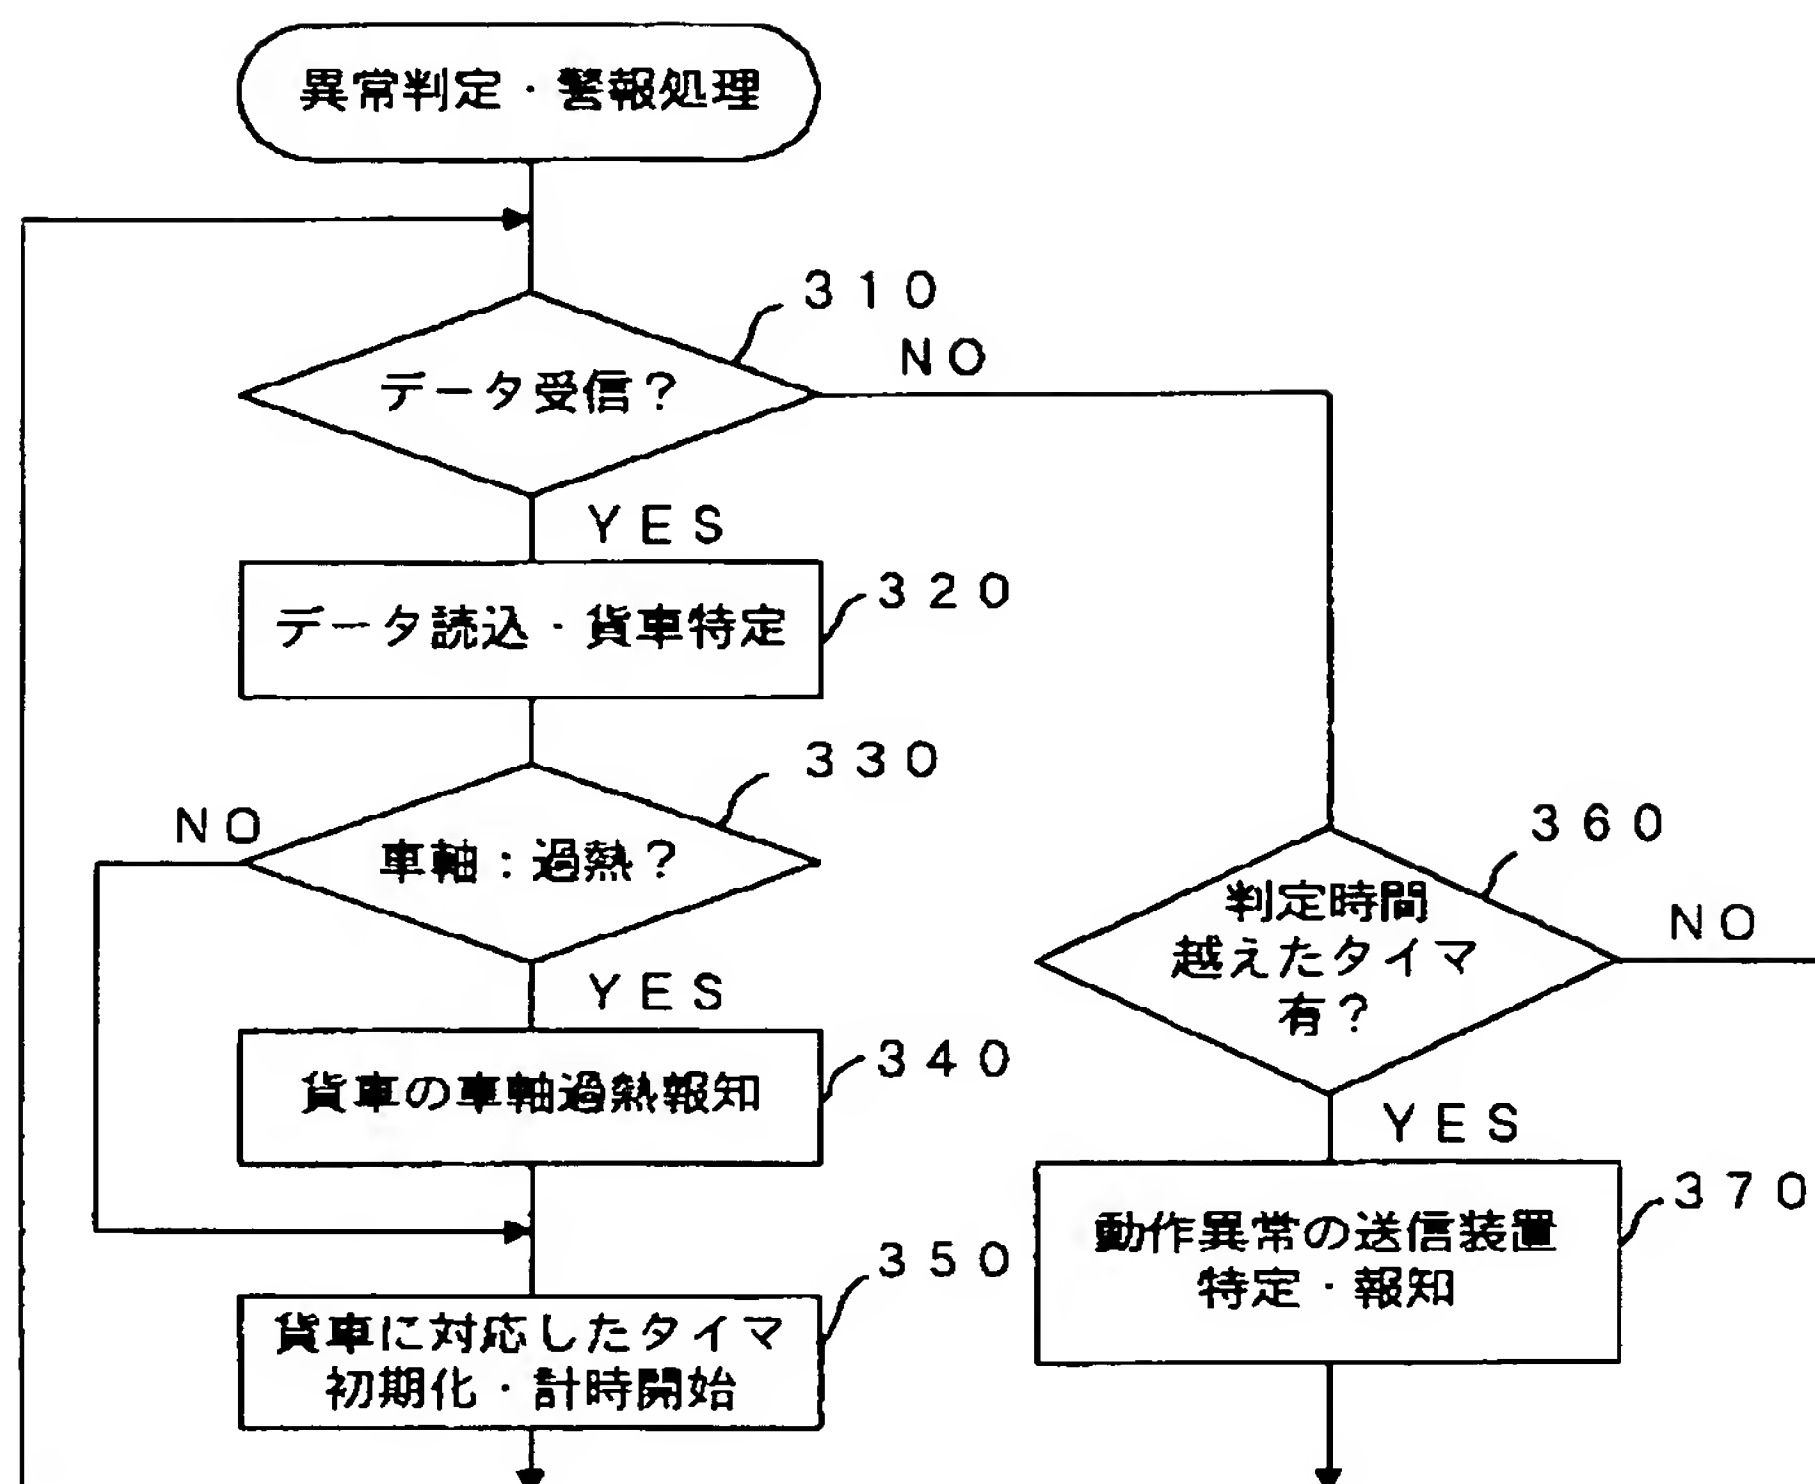 異常判定・警報処理
310
NO
データ受信?
YES
320
データ読込・貨車特定
330
NO
車軸:過熱?
YES
340
貨車の車軸過熱報知
350
貨車に対応したタイマ
初期化・計時開始
360
判定時間
越えたタイマ
有?
NO
YES
370
動作異常の送信装置
特定・報知